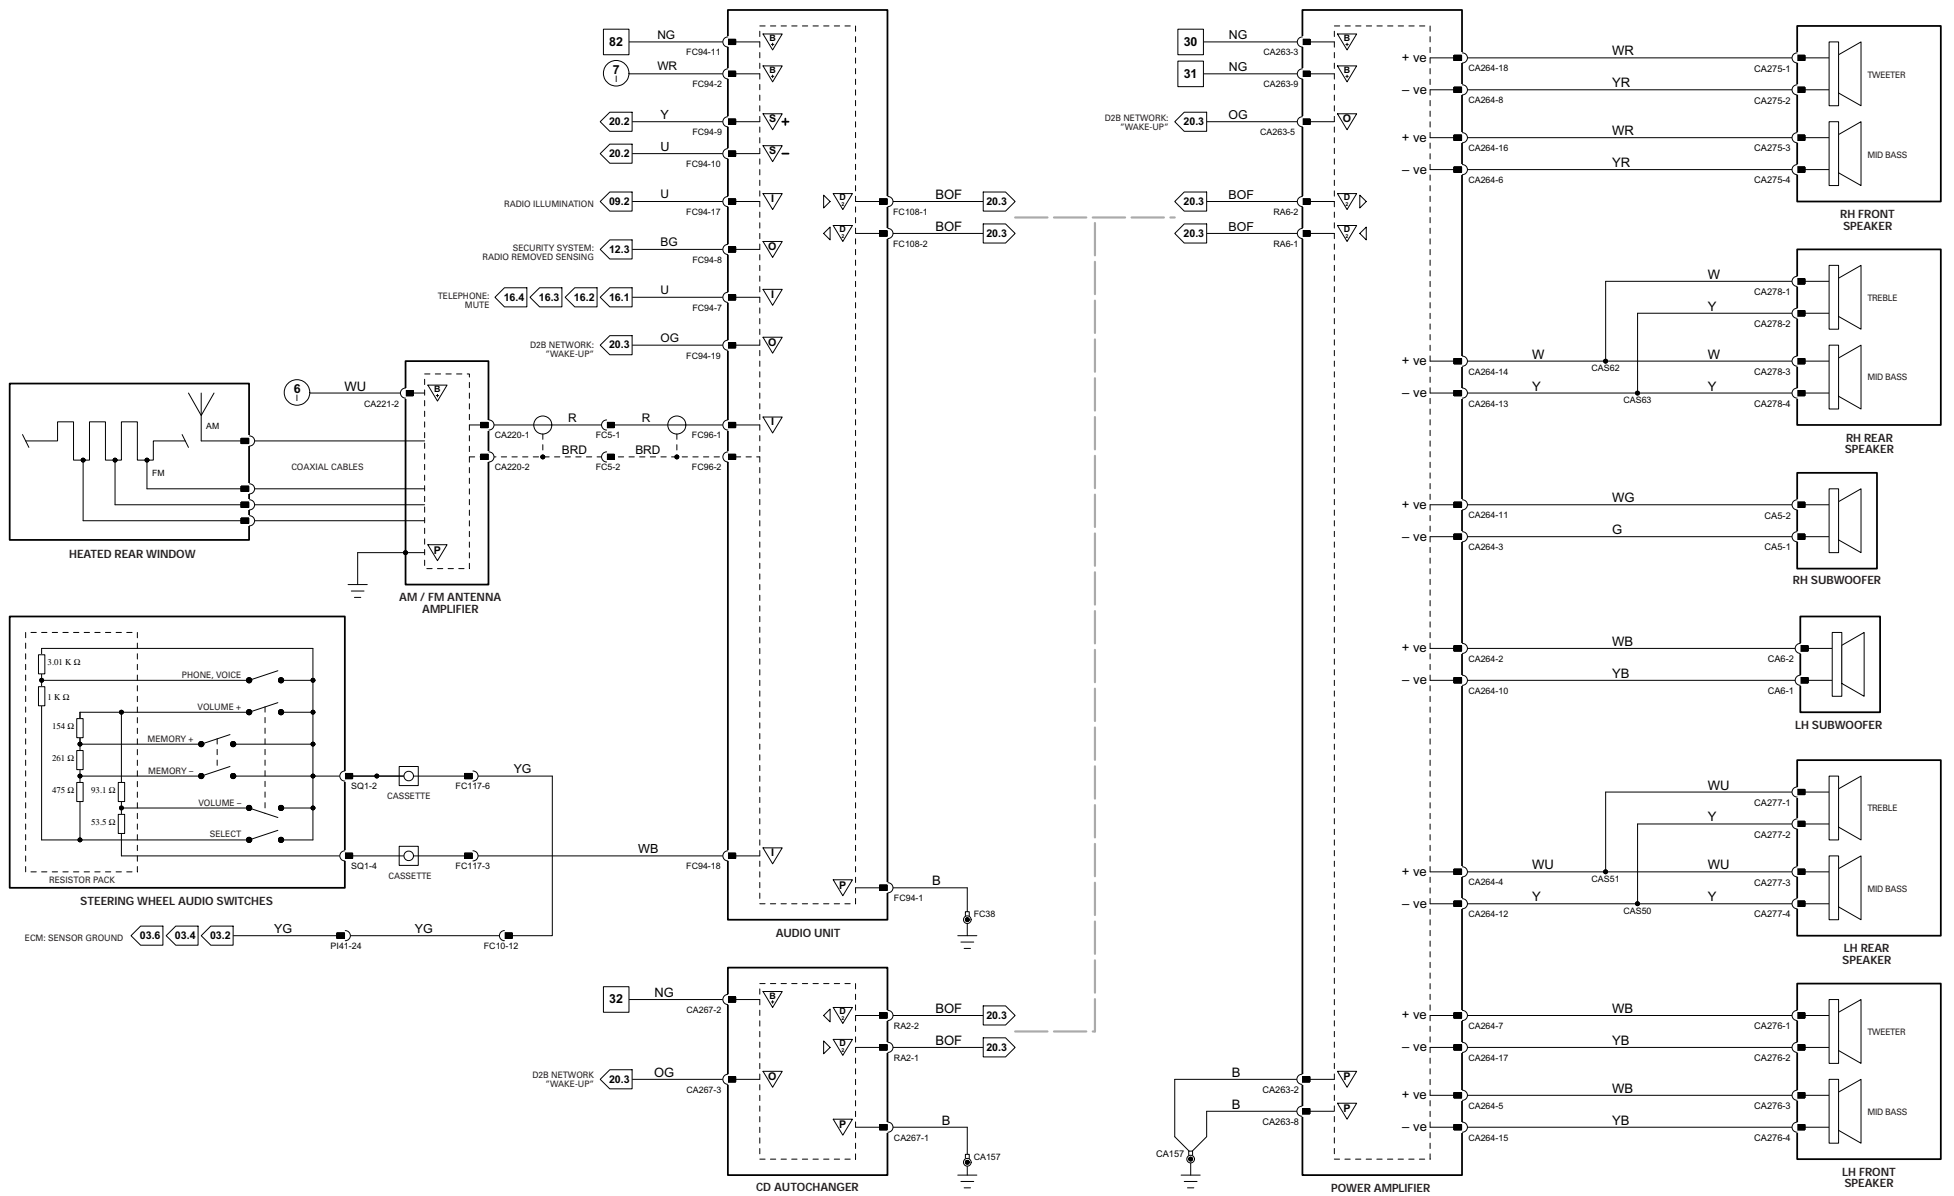 82
NG
FC94-11
B
+
7
I
WR
FC94-2
B
+
20.2
Y
FC94-9
S
+
20.2
U
FC94-10
S
–
RADIO ILLUMINATION
09.2
U
FC94-17
I
SECURITY SYSTEM:
RADIO REMOVED SENSING
12.3
BG
FC94-8
O
TELEPHONE:
MUTE
16.4
16.3
16.2
16.1
U
FC94-7
I
D2B NETWORK:
"WAKE-UP"
20.3
OG
FC94-19
O
D
2
FC108-1
BOF
20.3
D
2
FC108-2
BOF
20.3
6
I
WU
CA221-2
B
+
AM
FM
COAXIAL CABLES
HEATED REAR WINDOW
CA220-1
R
FC5-1
R
FC96-1
I
CA220-2
BRD
FC5-2
BRD
FC96-2
P
AM / FM ANTENNA
AMPLIFIER
3.01 K Ω
1 K Ω
154 Ω
261 Ω
475 Ω
93.1 Ω
53.5 Ω
PHONE, VOICE
VOLUME +
MEMORY +
MEMORY –
VOLUME –
SELECT
RESISTOR PACK
STEERING WHEEL AUDIO SWITCHES
SQ1-2
CASSETTE
FC117-6
YG
SQ1-4
CASSETTE
FC117-3
WB
FC94-18
I
P
FC94-1
B
FC38
ECM: SENSOR GROUND
03.6
03.4
03.2
YG
PI41-24
YG
FC10-12
AUDIO UNIT
32
NG
CA267-2
B
+
D
2
RA2-2
BOF
20.3
D
2
RA2-1
BOF
20.3
D2B NETWORK
"WAKE-UP"
20.3
OG
CA267-3
O
P
CA267-1
B
CA157
CD AUTOCHANGER
30
NG
CA263-3
B
+
31
NG
CA263-9
B
+
D2B NETWORK:
"WAKE-UP"
20.3
OG
CA263-5
O
20.3
BOF
RA6-2
D
2
20.3
BOF
RA6-1
D
2
B
CA263-2
P
B
CA263-8
P
CA157
POWER AMPLIFIER
+ ve
CA264-18
WR
CA275-1
TWEETER
– ve
CA264-8
YR
CA275-2
+ ve
CA264-16
WR
CA275-3
MID BASS
– ve
CA264-6
YR
CA275-4
RH FRONT
SPEAKER
W
CA278-1
TREBLE
Y
CA278-2
+ ve
CA264-14
W
CAS62
W
CA278-3
MID BASS
– ve
CA264-13
Y
CAS63
Y
CA278-4
RH REAR
SPEAKER
+ ve
CA264-11
WG
CA5-2
– ve
CA264-3
G
CA5-1
RH SUBWOOFER
+ ve
CA264-2
WB
CA6-2
– ve
CA264-10
YB
CA6-1
LH SUBWOOFER
WU
CA277-1
TREBLE
Y
CA277-2
+ ve
CA264-4
WU
CAS51
WU
CA277-3
MID BASS
– ve
CA264-12
Y
CAS50
Y
CA277-4
LH REAR
SPEAKER
+ ve
CA264-7
WB
CA276-1
TWEETER
– ve
CA264-17
YB
CA276-2
+ ve
CA264-5
WB
CA276-3
MID BASS
– ve
CA264-15
YB
CA276-4
LH FRONT
SPEAKER